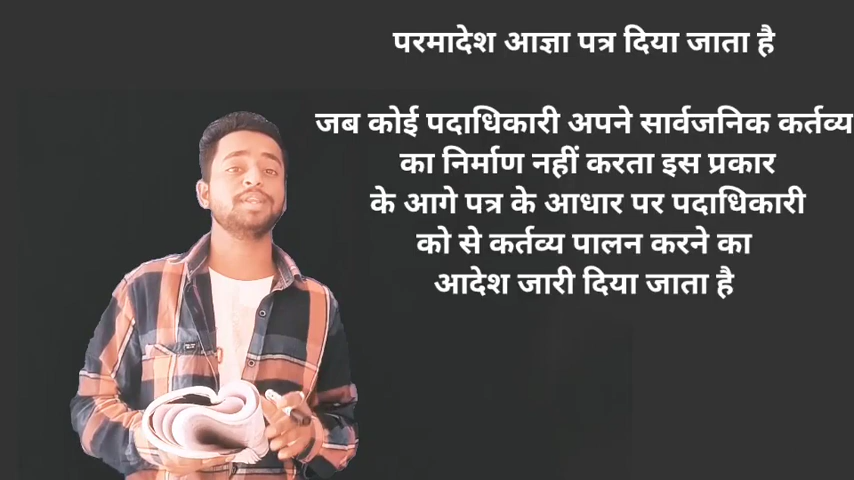 परमादेश आज्ञा पत्र दिया जाता है
जब कोई पदाधिकारी अपने सार्वजनिक कर्तव्य
का निर्माण नहीं करता इस प्रकार
के आगे पत्र के आधार पर पदाधिकारी
को से कर्तव्य पालन करने का
आदेश जारी दिया जाता है